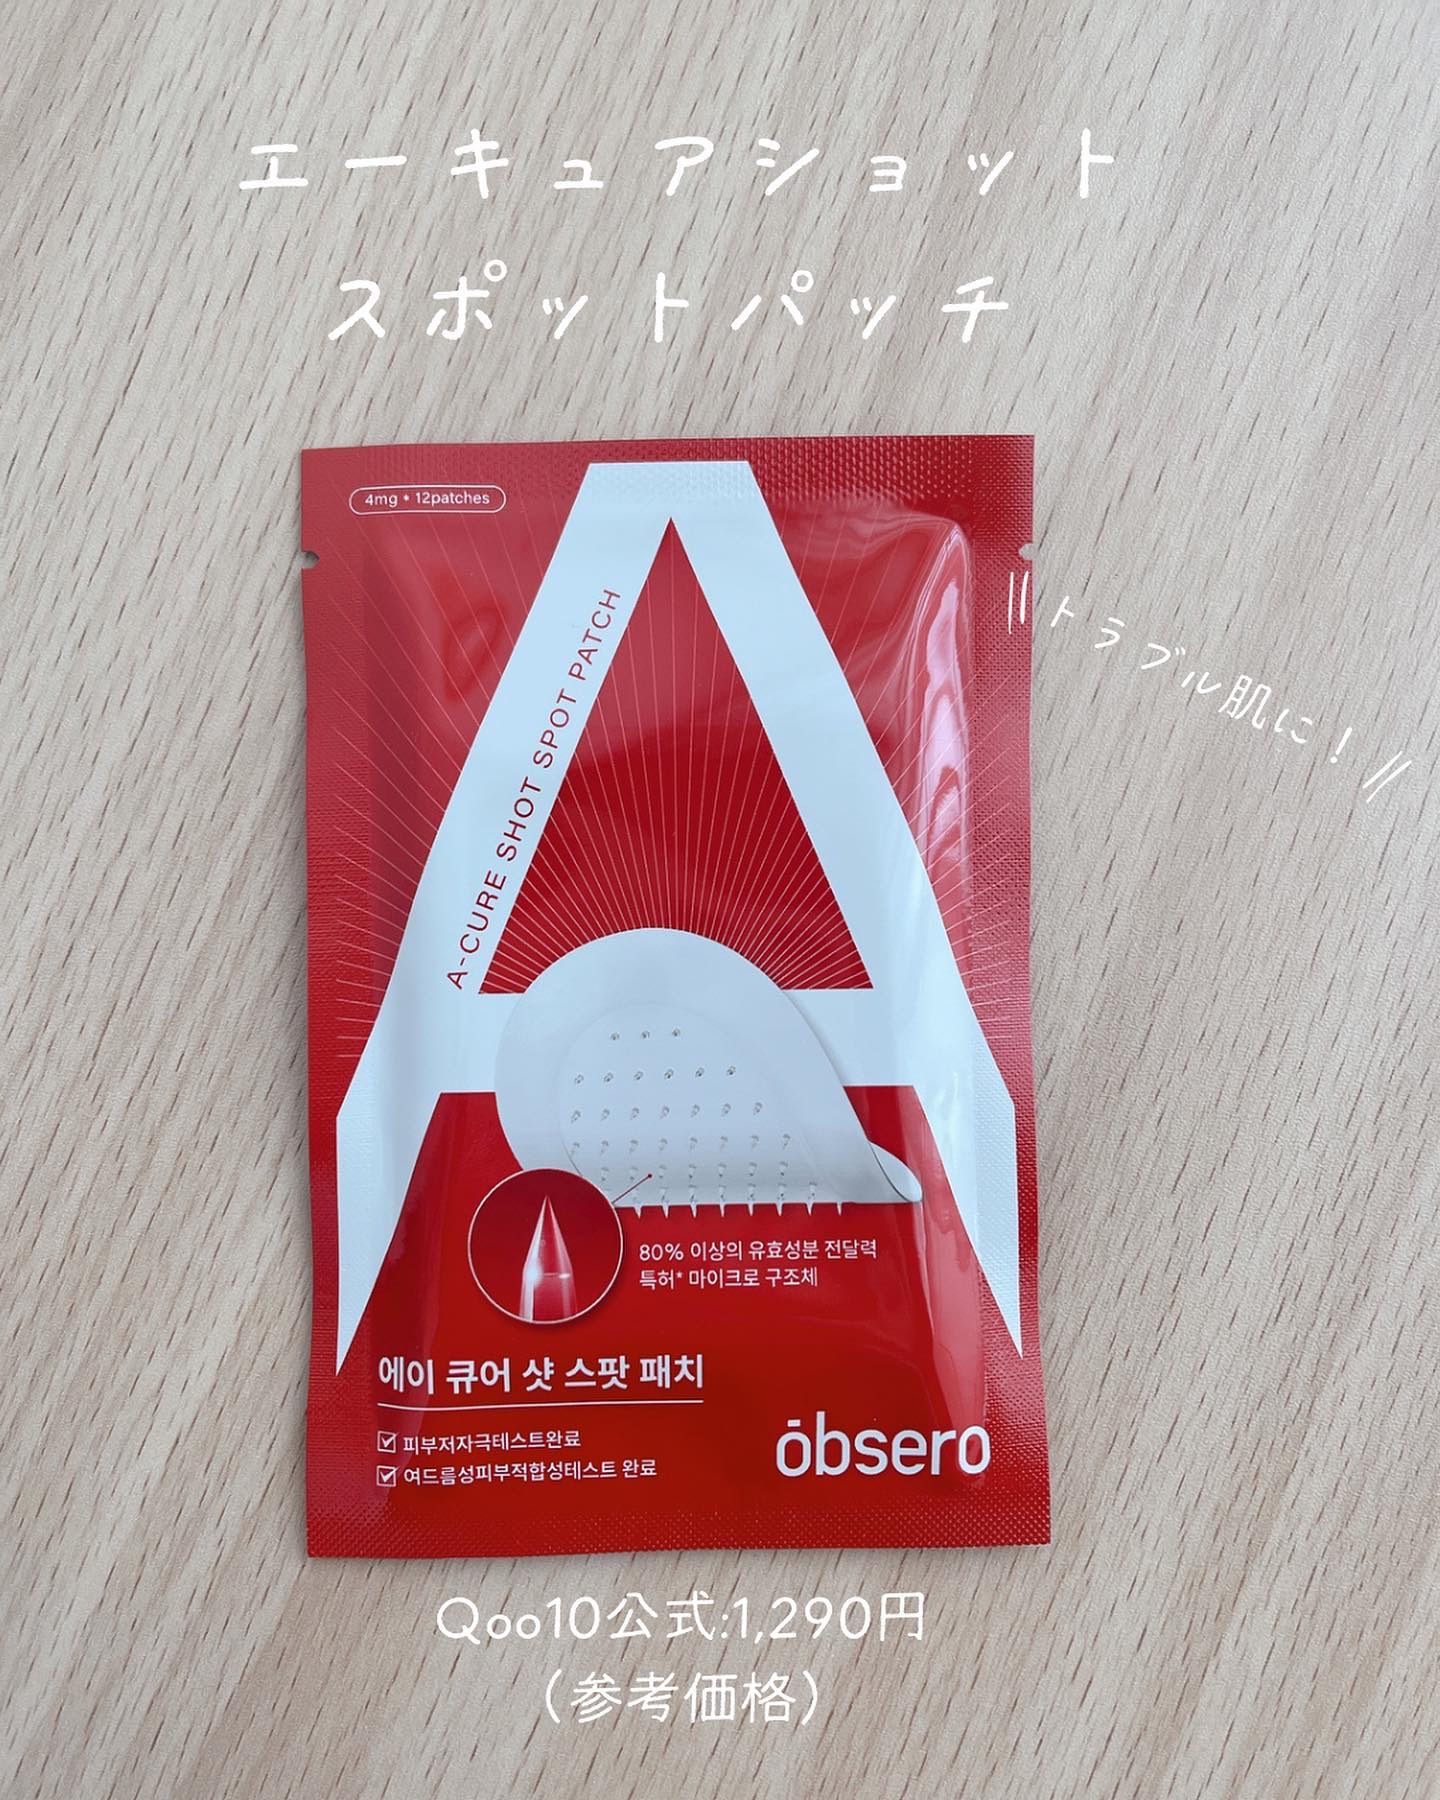 エーキュアショット
スポットパッチ
4mg * 12patches
A-CURE SHOT SPOT PATCH
トラブル肌に！
80% 이상의 유효성분 전달력
특허* 마이크로 구조체
에이 큐어 샷 스팟 패치
피부저자극테스트완료
여드름성피부적합성테스트 완료
ōbsero
Qoo10公式:1,290円
（参考価格）